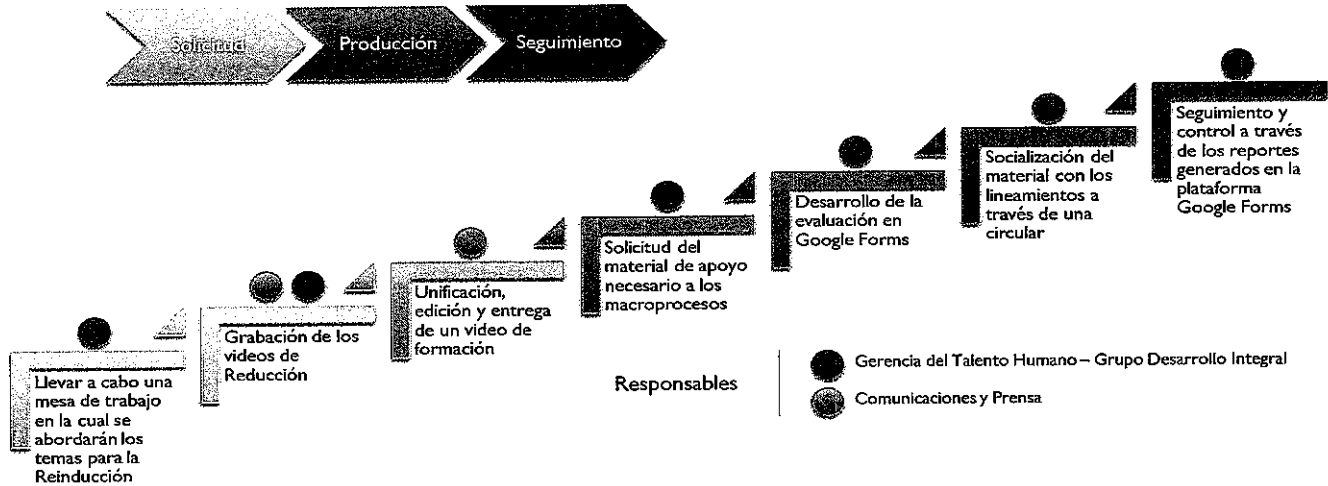 Solicitud
Producción
Seguimiento
Llevar a cabo una
mesa de trabajo
en la cual se
abordarán los
temas para la
Reinducción
Grabación de los
videos de
Reducción
Unificación,
edición y entrega
de un video de
formación
Solicitud del
material de apoyo
necesario a los
macroprocesos
Desarrollo de la
evaluación en
Google Forms
Socialización del
material con los
lineamientos a
través de una
circular
Seguimiento y
control a través
de los reportes
generados en la
plataforma
Google Forms
Responsables
Gerencia del Talento Humano – Grupo Desarrollo Integral
Comunicaciones y Prensa